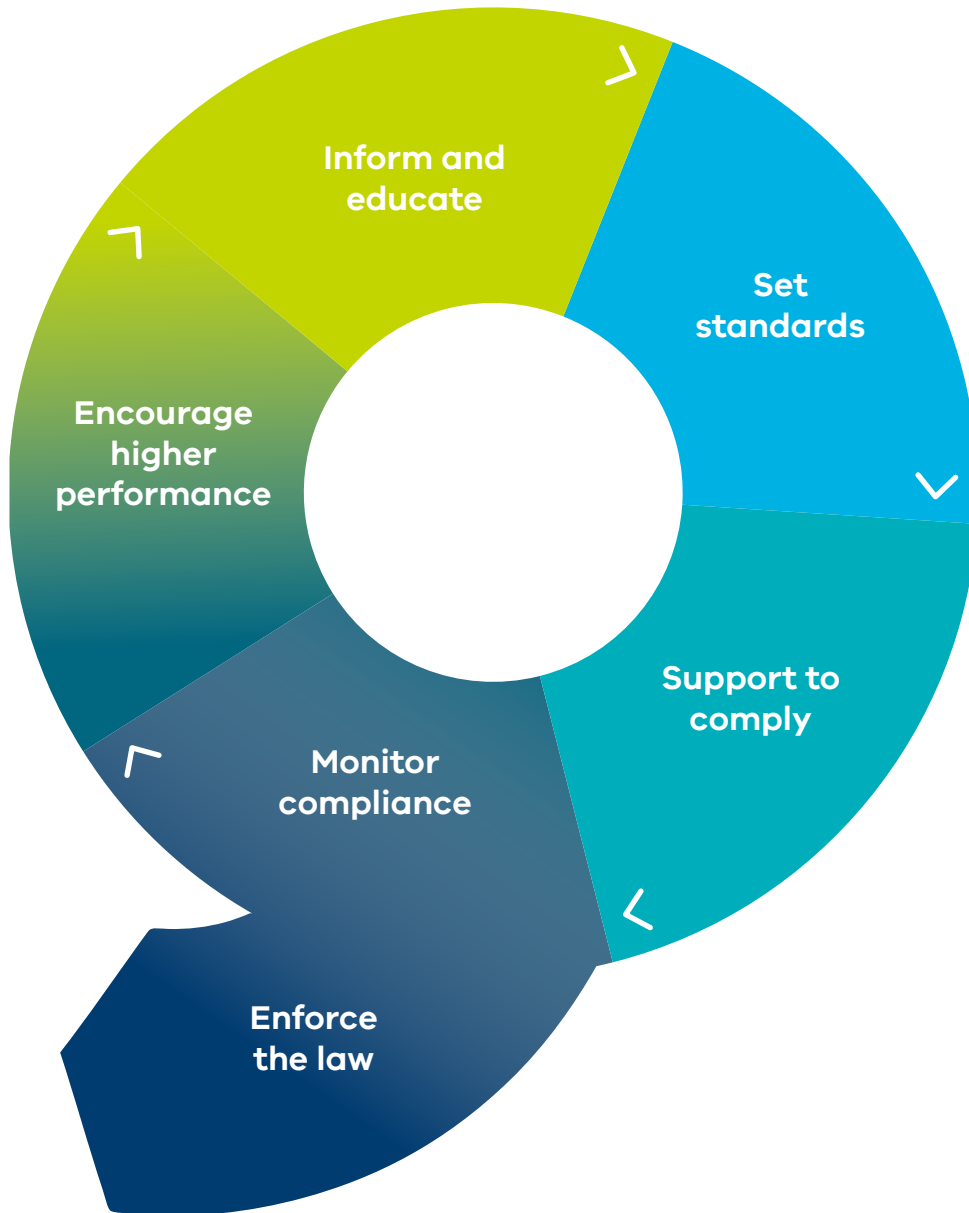 Inform and
educate
Set
standards
Support to
comply
Monitor
compliance
Enforce
the law
Encourage
higher
performance